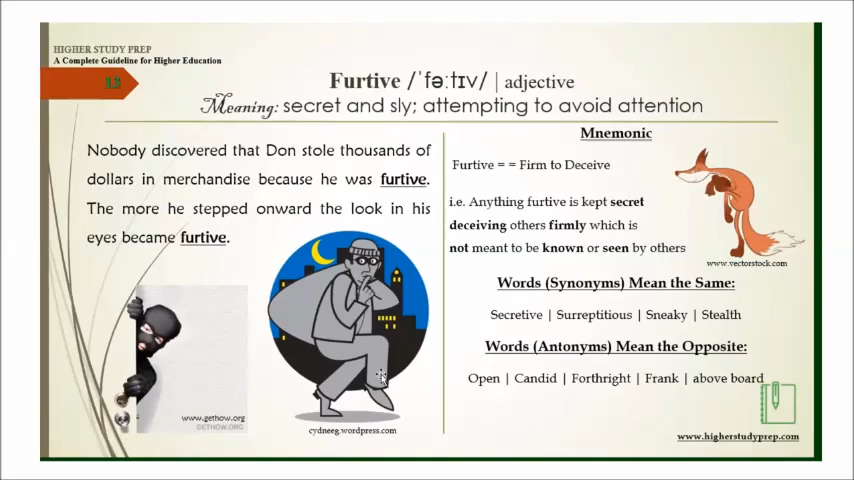 HIGHER STUDY PREP
A Complete Guideline for Higher Education
13
Furtive /ˈfəːtɪv/ | adjective
Meaning: secret and sly; attempting to avoid attention
Nobody discovered that Don stole thousands of
dollars in merchandise because he was furtive.
The more he stepped onward the look in his
eyes became furtive.
www.gethow.org
GETHOW.ORG
cydneeg.wordpress.com
Mnemonic
Furtive = = Firm to Deceive
i.e. Anything furtive is kept secret
deceiving others firmly which is
not meant to be known or seen by others
www.vectorstock.com
Words (Synonyms) Mean the Same:
Secretive | Surreptitious | Sneaky | Stealth
Words (Antonyms) Mean the Opposite:
Open | Candid | Forthright | Frank | above board
www.higherstudyprep.com